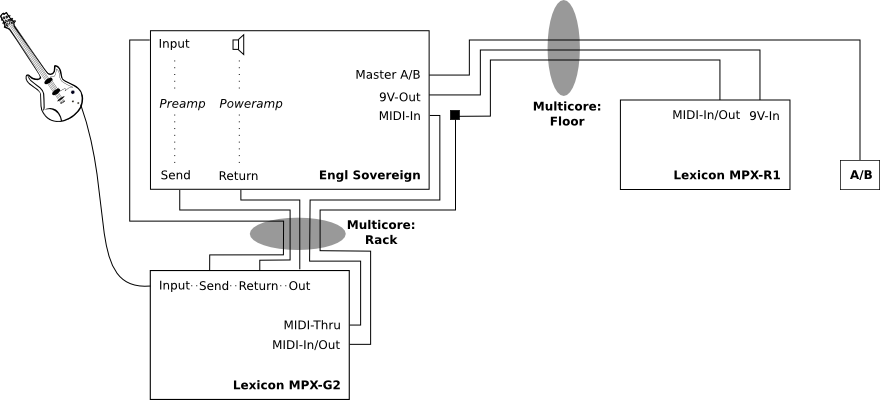 Input
Master A/B
9V-Out
MIDI-In
Preamp Poweramp
Send Return Engl Sovereign
Multicore:
Floor
MIDI-In/Out 9V-In
Lexicon MPX-R1
A/B
Multicore:
Rack
Input··Send··Return··Out
MIDI-Thru
MIDI-In/Out
Lexicon MPX-G2